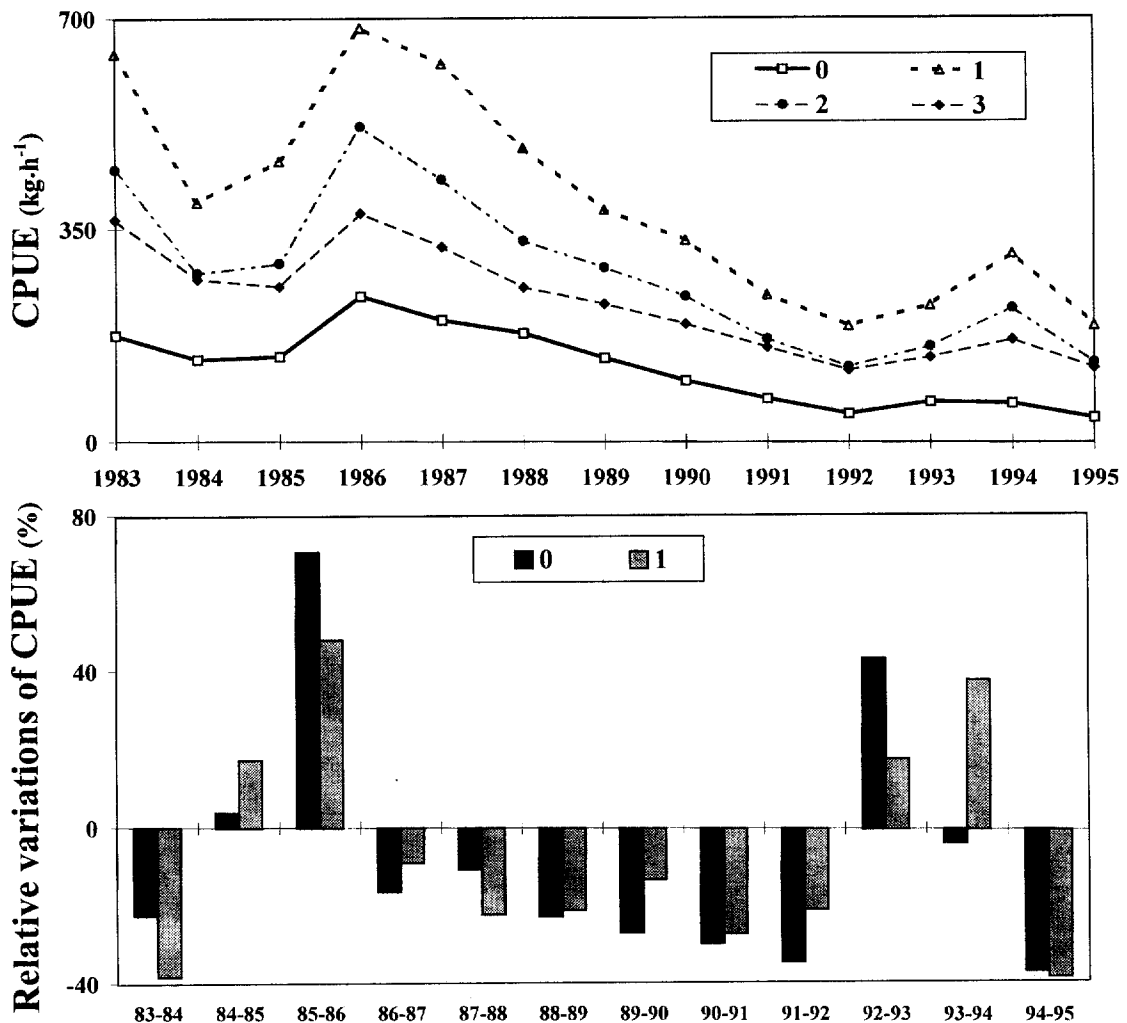 700
350
0
CPUE (kg·h⁻¹)
0 1
2 3
1983 1984 1985 1986 1987 1988 1989 1990 1991 1992 1993 1994 1995
80
40
0
-40
Relative variations of CPUE (%)
0 1
83-84 84-85 85-86 86-87 87-88 88-89 89-90 90-91 91-92 92-93 93-94 94-95